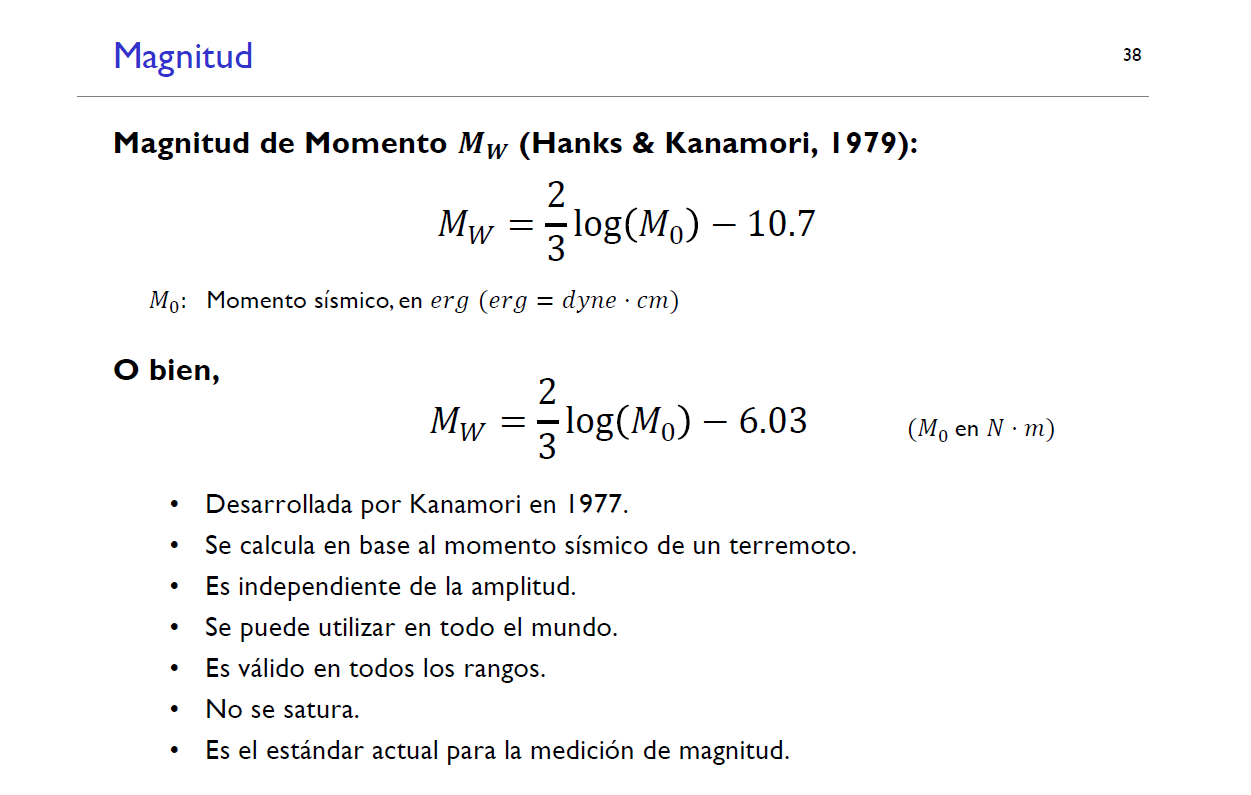 Magnitud
38
Magnitud de Momento M_W (Hanks & Kanamori, 1979):
M_W = 2/3 log(M_0) − 10.7
M_0: Momento sísmico, en erg (erg = dyne · cm)
O bien,
M_W = 2/3 log(M_0) − 6.03 (M_0 en N · m)
• Desarrollada por Kanamori en 1977.
• Se calcula en base al momento sísmico de un terremoto.
• Es independiente de la amplitud.
• Se puede utilizar en todo el mundo.
• Es válido en todos los rangos.
• No se satura.
• Es el estándar actual para la medición de magnitud.